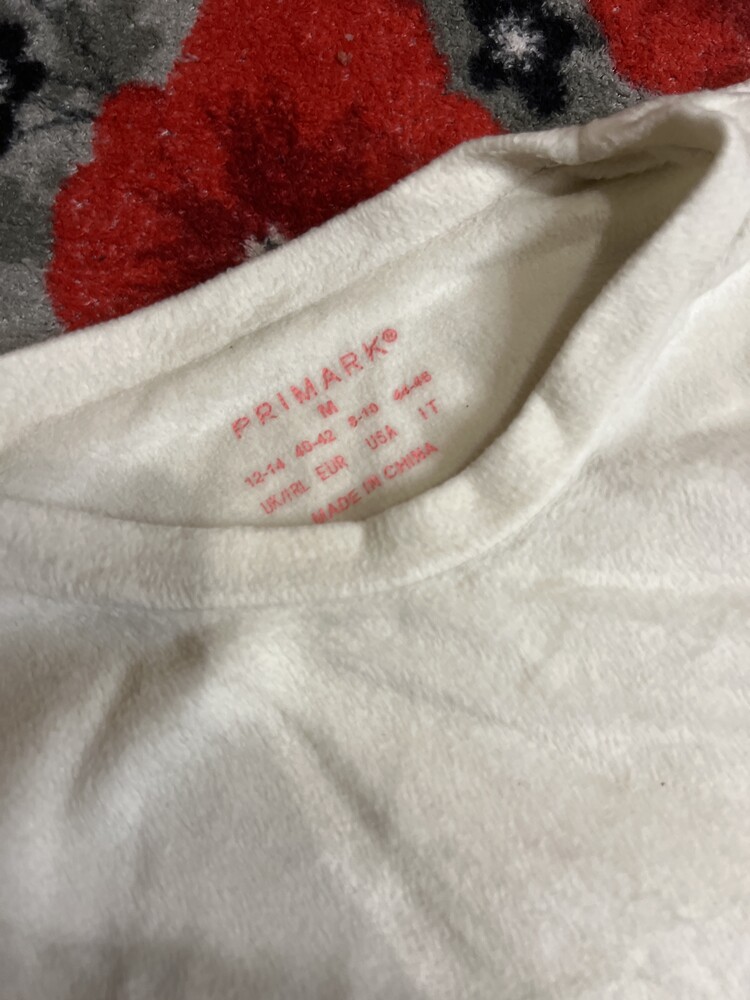 PRIMARK®
M
12-14 40-42 8-10 44-46
UK/IRL EUR USA IT
MADE IN CHINA